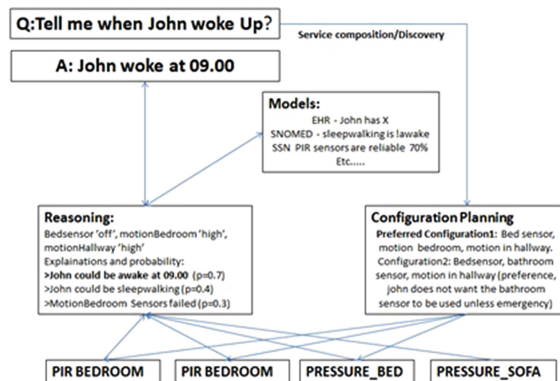 Q:Tell me when John woke Up?
Service composition/Discovery
A: John woke at 09.00
Models:
EHR - John has X
SNOMED - sleepwalking is !awake
SSN PIR sensors are reliable 70%
Etc.....
Reasoning:
Bedsensor 'off', motionBedroom 'high',
motionHallway 'high'
Explainations and probability:
>John could be awake at 09.00 (p=0.7)
>John could be sleepwalking (p=0.4)
>MotionBedroom Sensors failed (p=0.3)
Configuration Planning
Preferred Configuration1: Bed sensor,
motion bedroom, motion in hallway.
Configuration2: Bedsensor, bathroom
sensor, motion in hallway (preference,
john does not want the bathroom
sensor to be used unless emergency)
PIR BEDROOM
PIR BEDROOM
PRESSURE_BED
PRESSURE_SOFA